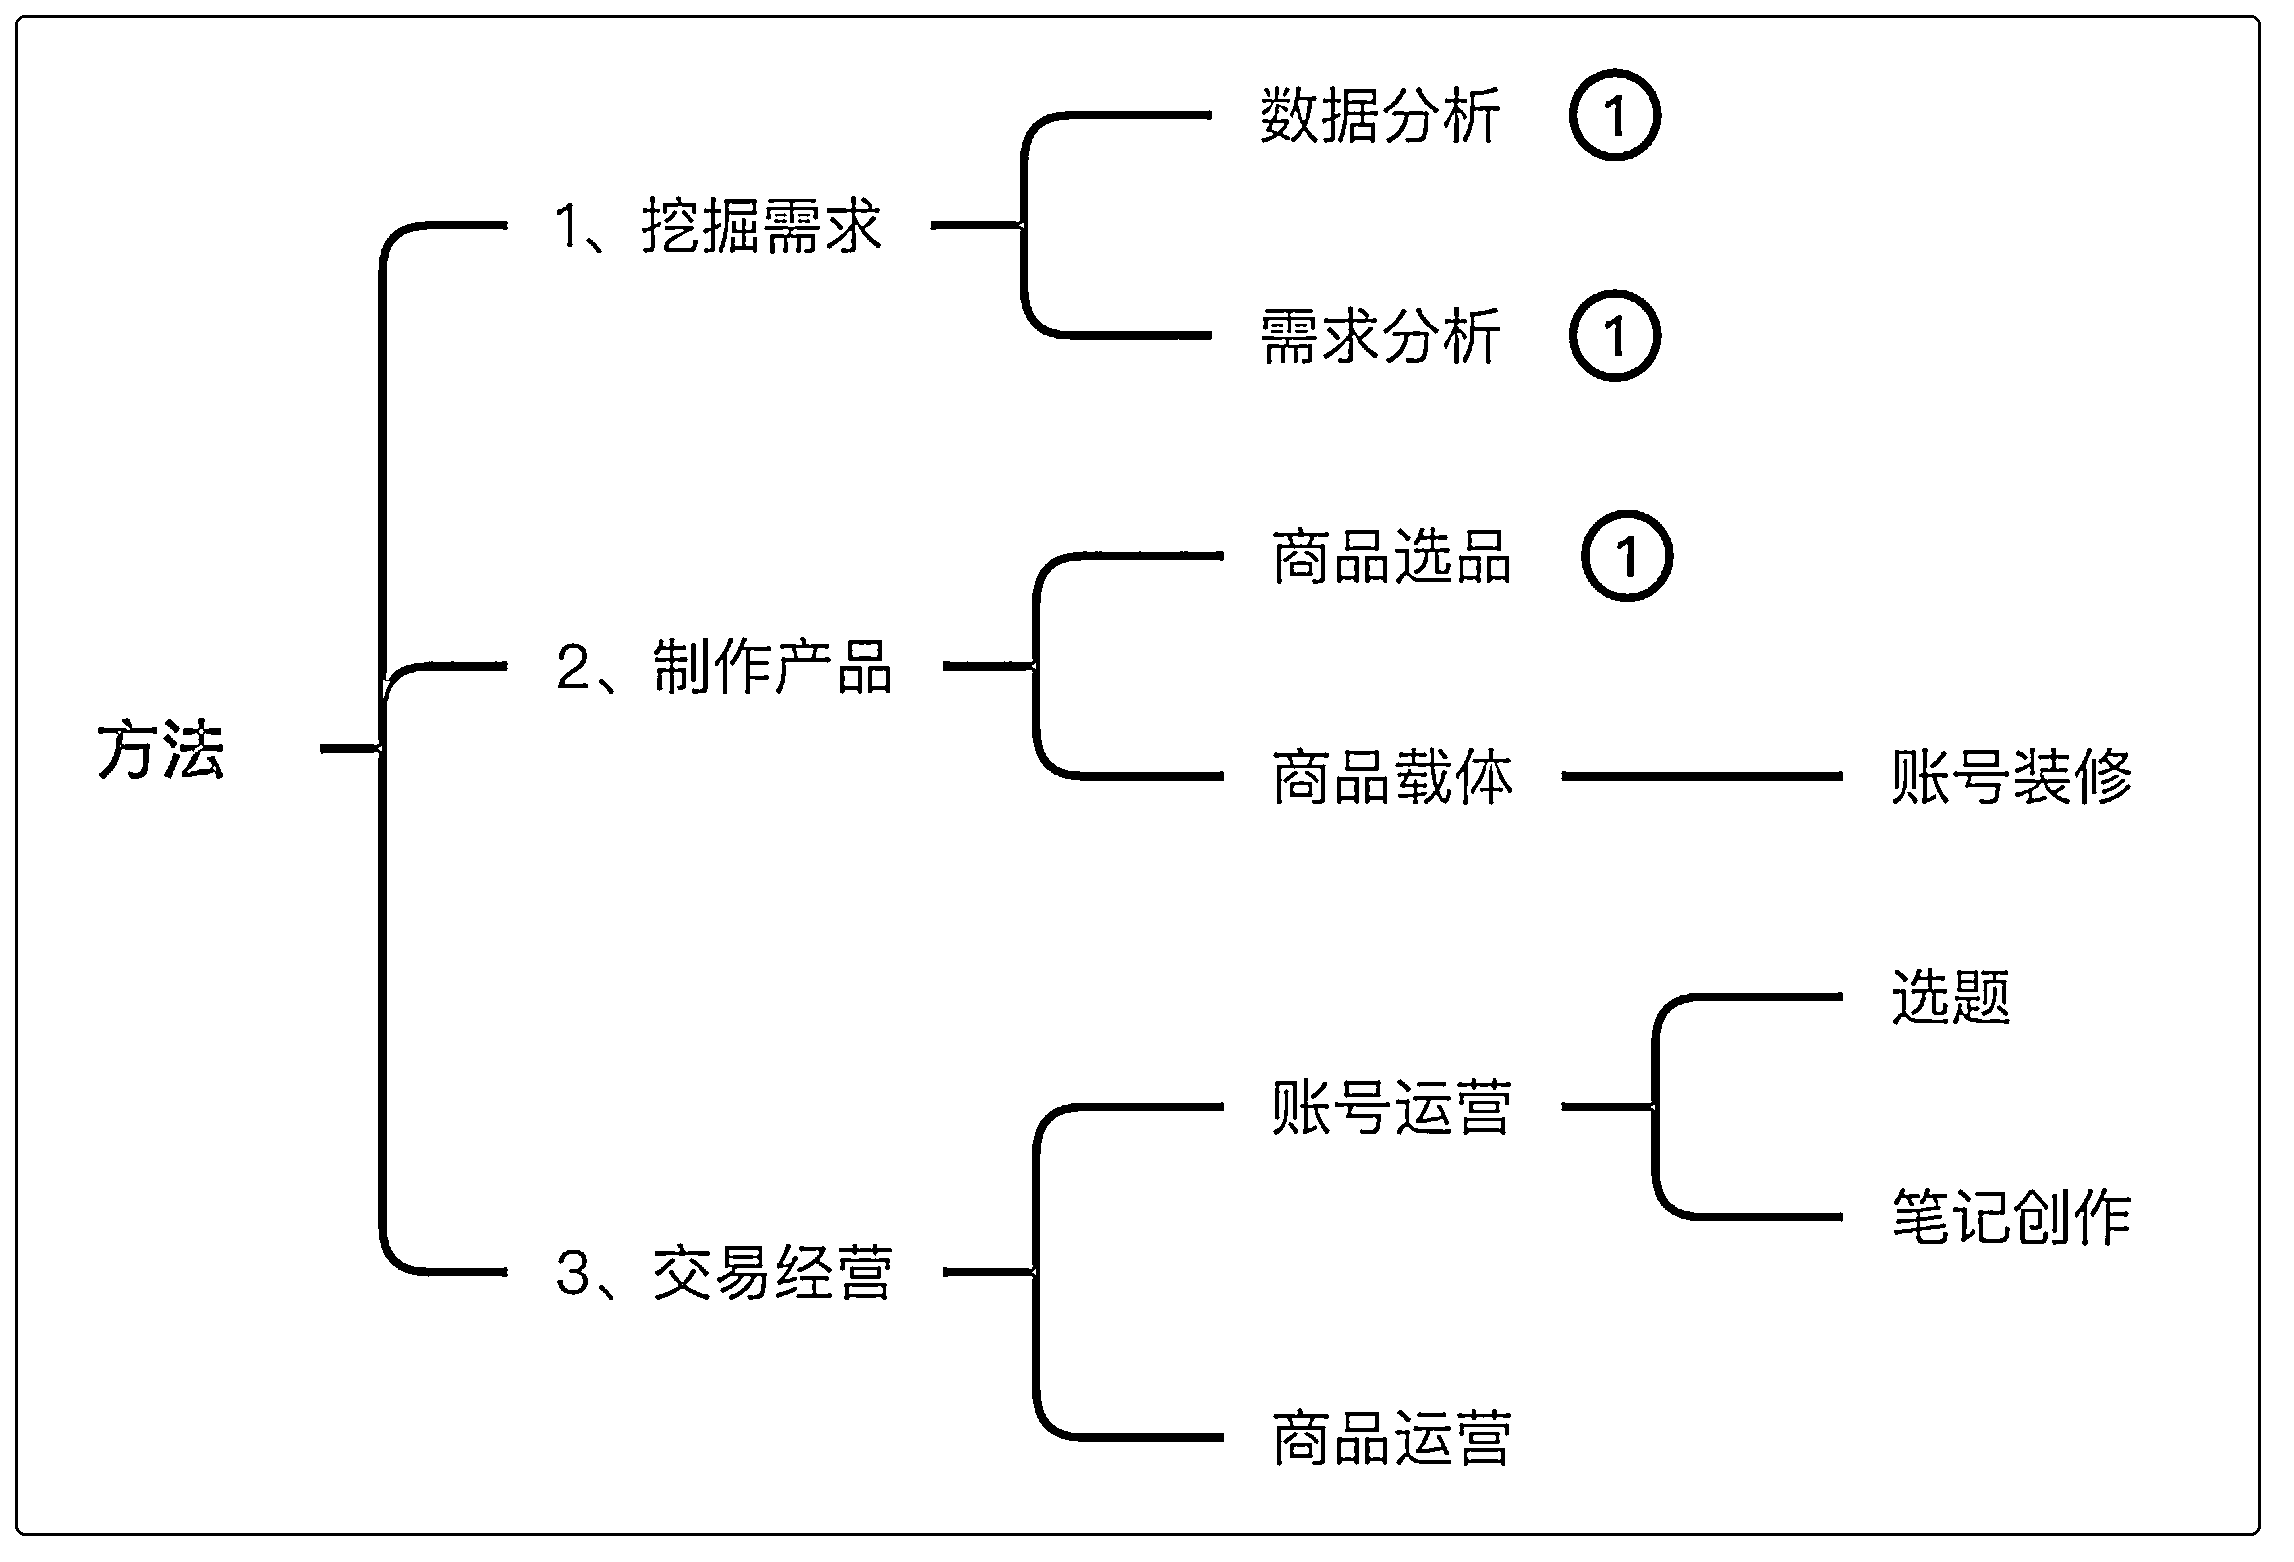 方法
1、挖掘需求
数据分析 ①
需求分析 ①
2、制作产品
商品选品 ①
商品载体
账号装修
3、交易经营
账号运营
选题
笔记创作
商品运营